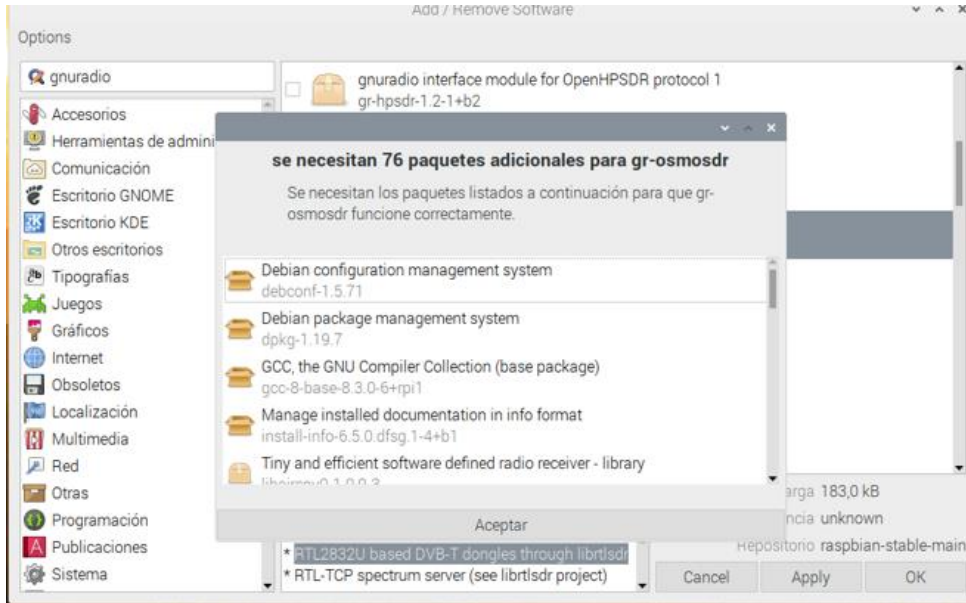 Add / Remove Software
Options
gnuradio
Accesorios
Herramientas de admini
Comunicación
Escritorio GNOME
Escritorio KDE
Otros escritorios
Tipografías
Juegos
Gráficos
Internet
Obsoletos
Localización
Multimedia
Red
Otras
Programación
Publicaciones
Sistema
gnuradio interface module for OpenHPSDR protocol 1
gr-hpsdr-1.2-1+b2
se necesitan 76 paquetes adicionales para gr-osmosdr
Se necesitan los paquetes listados a continuación para que gr-
osmosdr funcione correctamente.
Debian configuration management system
debconf-1.5.71
Debian package management system
dpkg-1.19.7
GCC, the GNU Compiler Collection (base package)
gcc-8-base-8.3.0-6+rpi1
Manage installed documentation in info format
install-info-6.5.0.dfsg.1-4+b1
Tiny and efficient software defined radio receiver - library
Aceptar
* RTL2832U based DVB-T dongles through librtlsdr
* RTL-TCP spectrum server (see librtlsdr project)
arga 183,0 kB
ncia unknown
Repositorio raspbian-stable-main
Cancel
Apply
OK